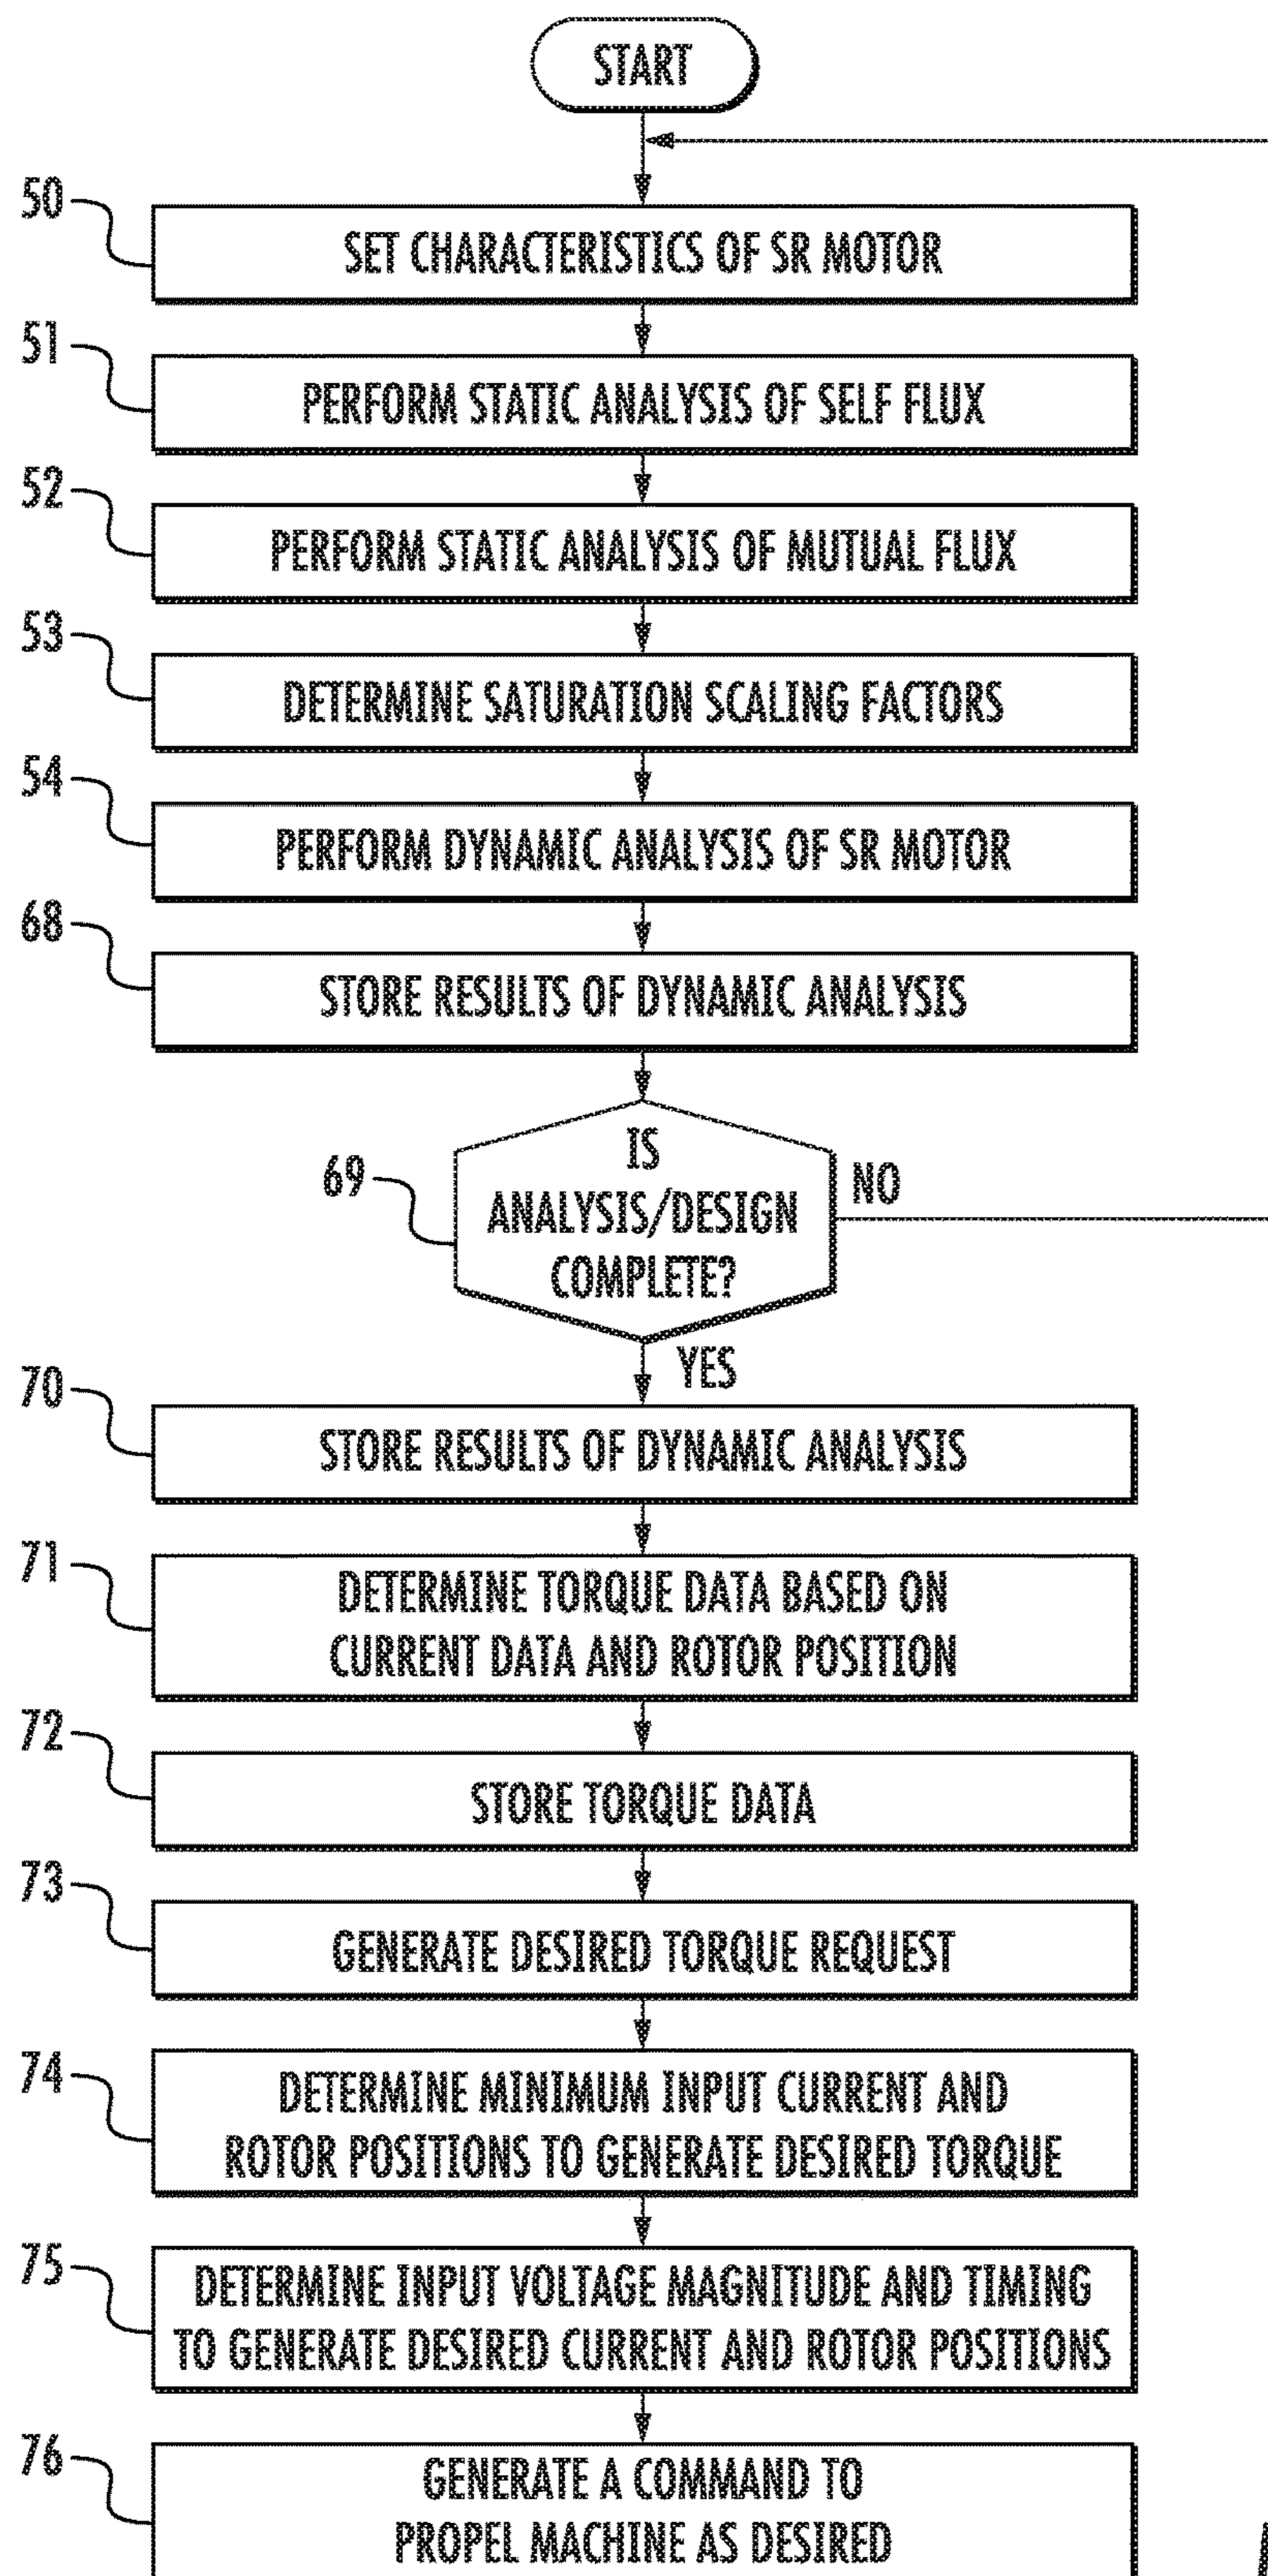 START
50
SET CHARACTERISTICS OF SR MOTOR
51
PERFORM STATIC ANALYSIS OF SELF FLUX
52
PERFORM STATIC ANALYSIS OF MUTUAL FLUX
53
DETERMINE SATURATION SCALING FACTORS
54
PERFORM DYNAMIC ANALYSIS OF SR MOTOR
68
STORE RESULTS OF DYNAMIC ANALYSIS
69
IS
ANALYSIS/DESIGN
COMPLETE?
NO
YES
70
STORE RESULTS OF DYNAMIC ANALYSIS
71
DETERMINE TORQUE DATA BASED ON
CURRENT DATA AND ROTOR POSITION
72
STORE TORQUE DATA
73
GENERATE DESIRED TORQUE REQUEST
74
DETERMINE MINIMUM INPUT CURRENT AND
ROTOR POSITIONS TO GENERATE DESIRED TORQUE
75
DETERMINE INPUT VOLTAGE MAGNITUDE AND TIMING
TO GENERATE DESIRED CURRENT AND ROTOR POSITIONS
76
GENERATE A COMMAND TO
PROPEL MACHINE AS DESIRED